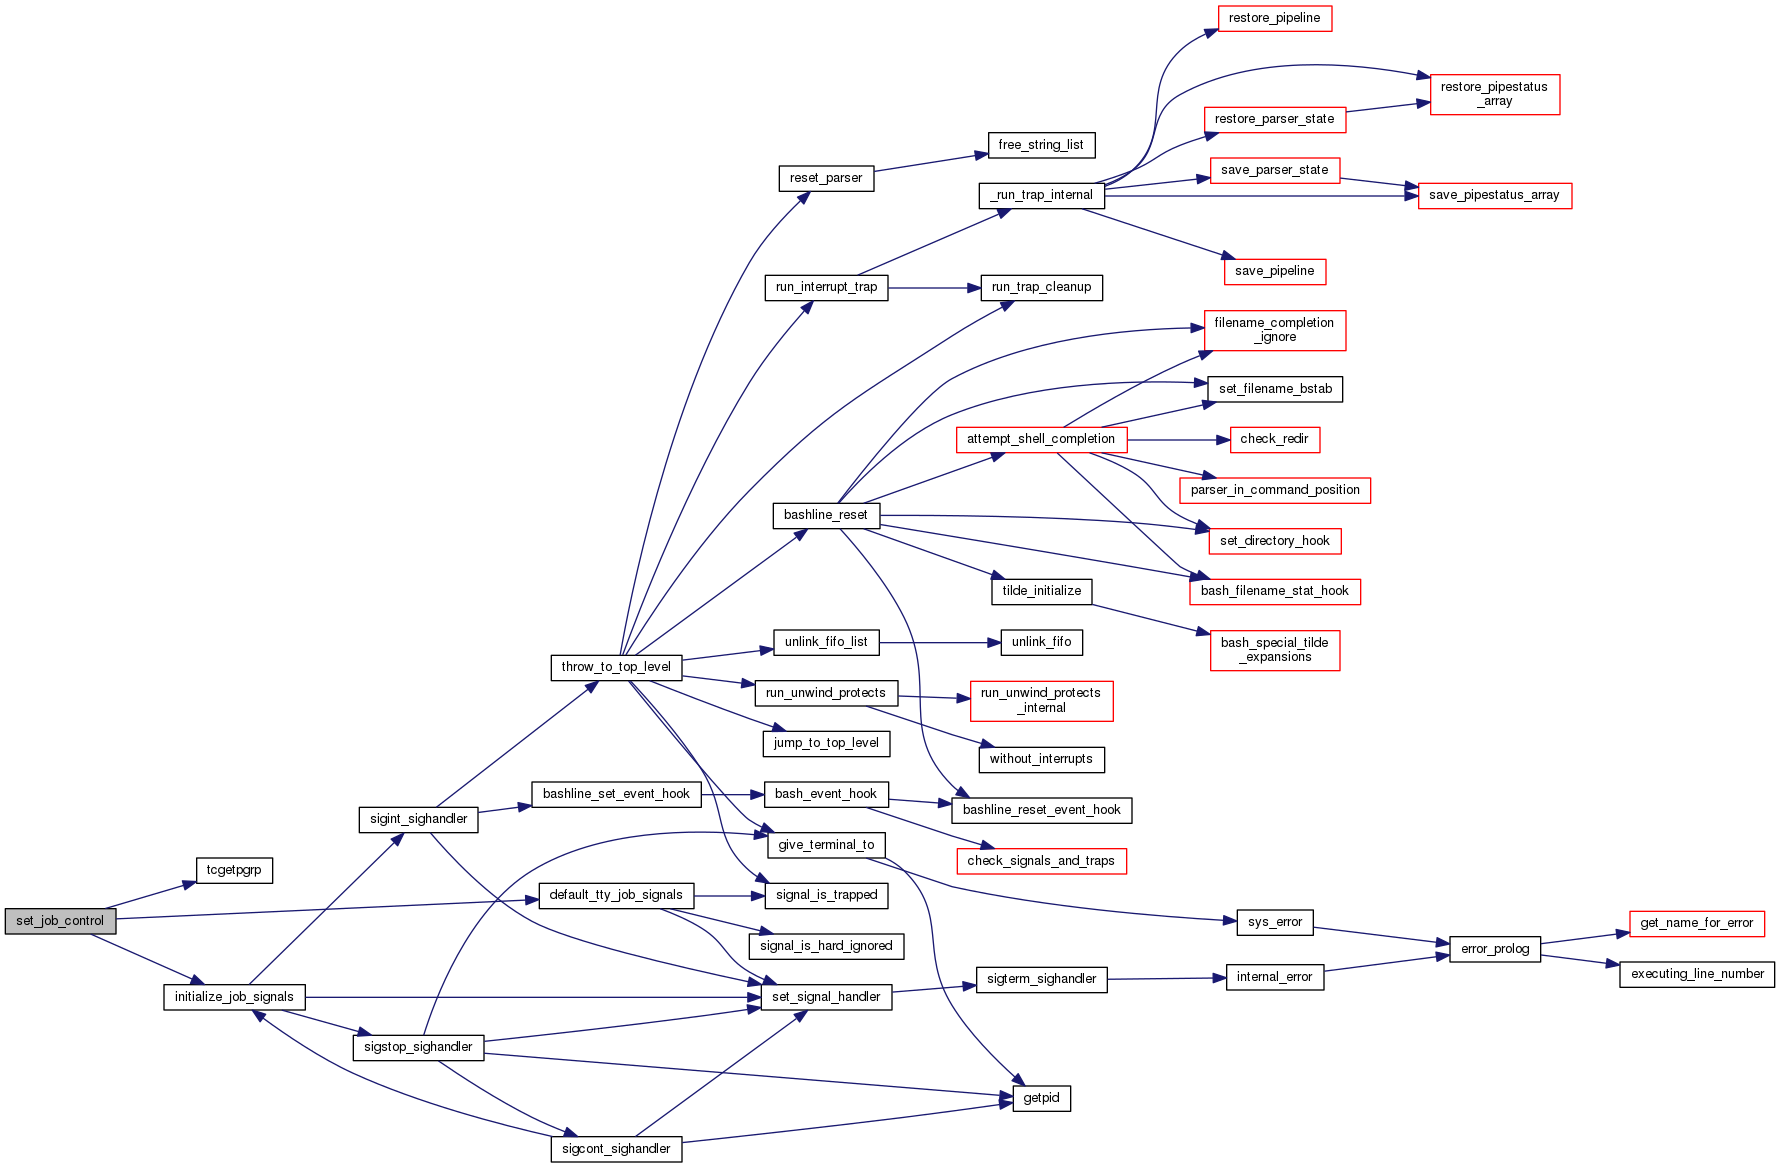 restore_pipeline
restore_pipestatus
_array
restore_parser_state
free_string_list
save_parser_state
reset_parser
_run_trap_internal
save_pipestatus_array
save_pipeline
run_interrupt_trap
run_trap_cleanup
filename_completion
_ignore
set_filename_bstab
attempt_shell_completion
check_redir
parser_in_command_position
bashline_reset
set_directory_hook
tilde_initialize
bash_filename_stat_hook
unlink_fifo_list
unlink_fifo
bash_special_tilde
_expansions
throw_to_top_level
run_unwind_protects
run_unwind_protects
_internal
jump_to_top_level
without_interrupts
bashline_set_event_hook
bash_event_hook
bashline_reset_event_hook
sigint_sighandler
give_terminal_to
check_signals_and_traps
tcgetpgrp
default_tty_job_signals
signal_is_trapped
set_job_control
sys_error
get_name_for_error
signal_is_hard_ignored
error_prolog
executing_line_number
initialize_job_signals
set_signal_handler
sigterm_sighandler
internal_error
sigstop_sighandler
getpid
sigcont_sighandler